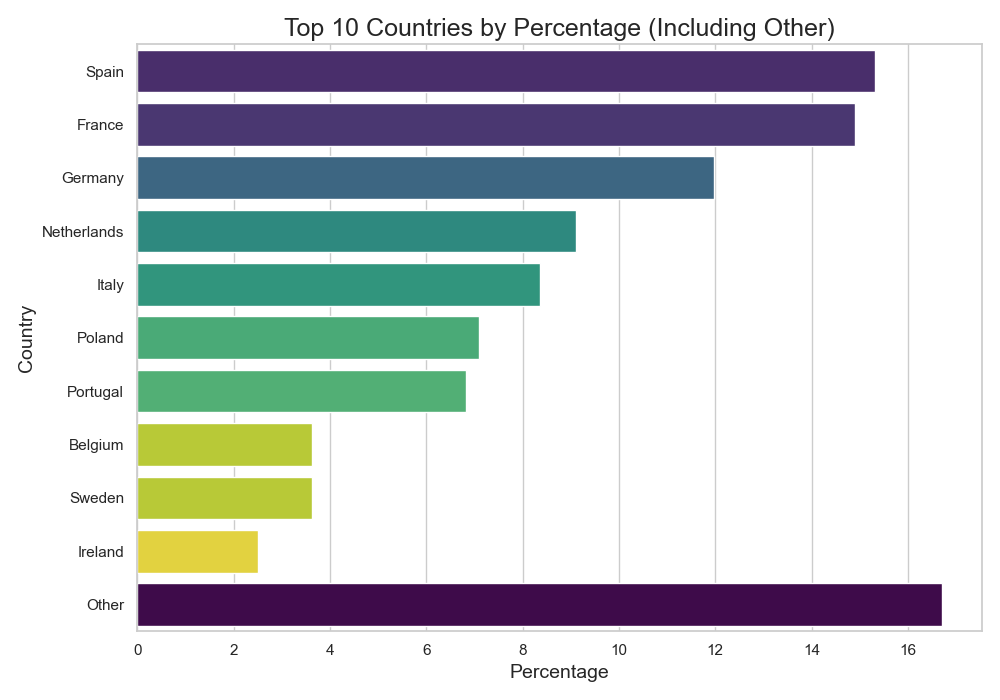 Top 10 Countries by Percentage (Including Other)
Country
Spain
France
Germany
Netherlands
Italy
Poland
Portugal
Belgium
Sweden
Ireland
Other
0 2 4 6 8 10 12 14 16
Percentage